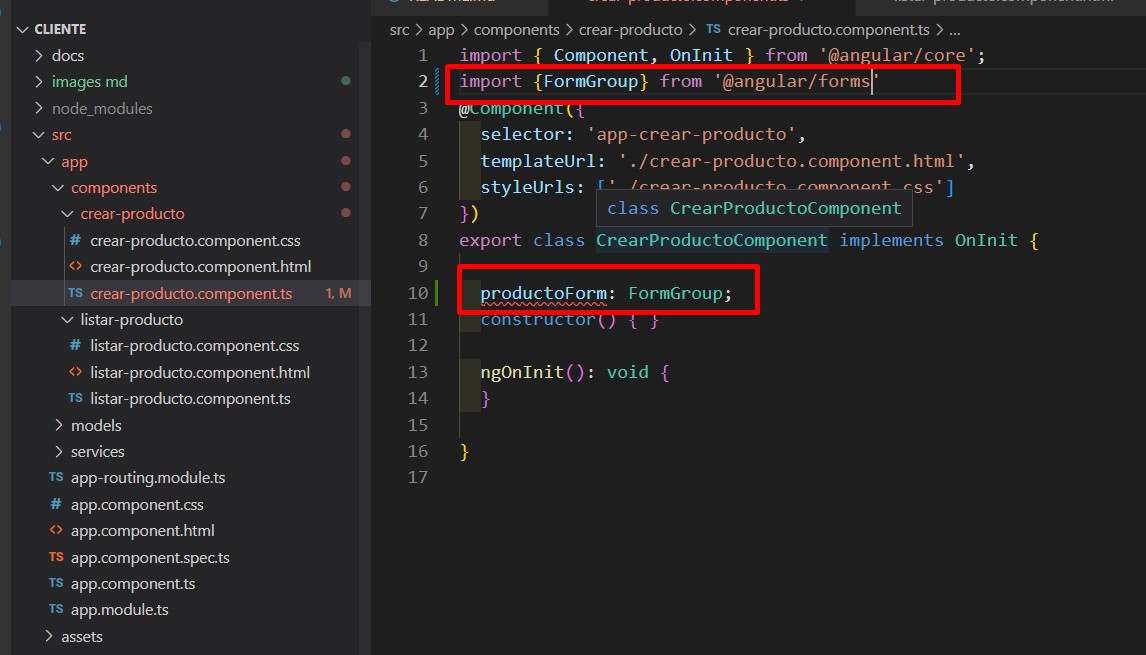 CLIENTE
docs
images md
node_modules
src
app
components
crear-producto
# crear-producto.component.css
<> crear-producto.component.html
TS crear-producto.component.ts 1, M
listar-producto
# listar-producto.component.css
<> listar-producto.component.html
TS listar-producto.component.ts
models
services
TS app-routing.module.ts
# app.component.css
<> app.component.html
TS app.component.spec.ts
TS app.component.ts
TS app.module.ts
assets
src > app > components > crear-producto > TS crear-producto.component.ts > ...
1 import { Component, OnInit } from '@angular/core';
2 import {FormGroup} from '@angular/forms'
3 @Component({
4 selector: 'app-crear-producto',
5 templateUrl: './crear-producto.component.html',
6 styleUrls: ['./crear-producto.component.css']
7 })
class CrearProductoComponent
8 export class CrearProductoComponent implements OnInit {
9
10 productoForm: FormGroup;
11 constructor() { }
12
13 ngOnInit(): void {
14 }
15
16 }
17